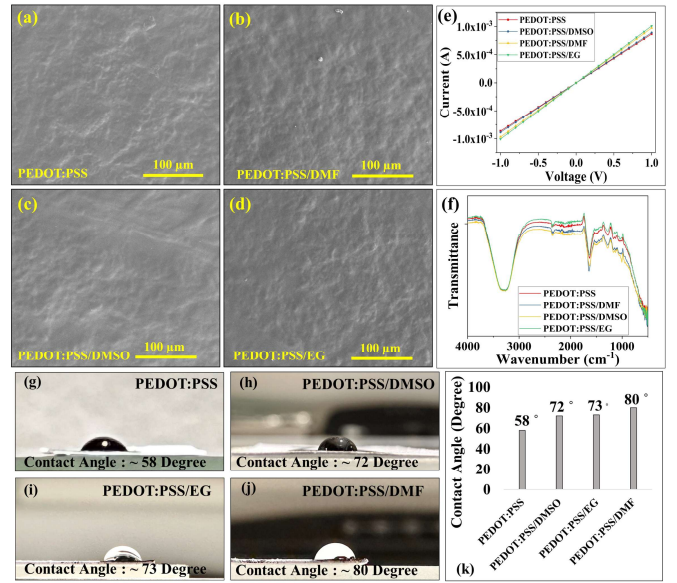 (a)
PEDOT:PSS
100 µm
(b)
PEDOT:PSS/DMF
100 µm
(c)
PEDOT:PSS/DMSO
100 µm
(d)
PEDOT:PSS/EG
100 µm
(e)
PEDOT:PSS
PEDOT:PSS/DMSO
PEDOT:PSS/DMF
PEDOT:PSS/EG
Current (A)
1.0x10⁻³
5.0x10⁻⁴
0.0
-5.0x10⁻⁴
-1.0x10⁻³
-1.0 -0.5 0.0 0.5 1.0
Voltage (V)
(f)
Transmittance
PEDOT:PSS
PEDOT:PSS/DMF
PEDOT:PSS/DMSO
PEDOT:PSS/EG
4000 3000 2000 1000
Wavenumber (cm⁻¹)
(g) PEDOT:PSS
Contact Angle : ~ 58 Degree
(h) PEDOT:PSS/DMSO
Contact Angle : ~ 72 Degree
(i) PEDOT:PSS/EG
Contact Angle : ~ 73 Degree
(j) PEDOT:PSS/DMF
Contact Angle : ~ 80 Degree
Contact Angle (Degree)
100
80
60
40
20
0
58 °
72 °
73 °
80 °
PEDOT:PSS
PEDOT:PSS/DMSO
PEDOT:PSS/EG
PEDOT:PSS/DMF
(k)